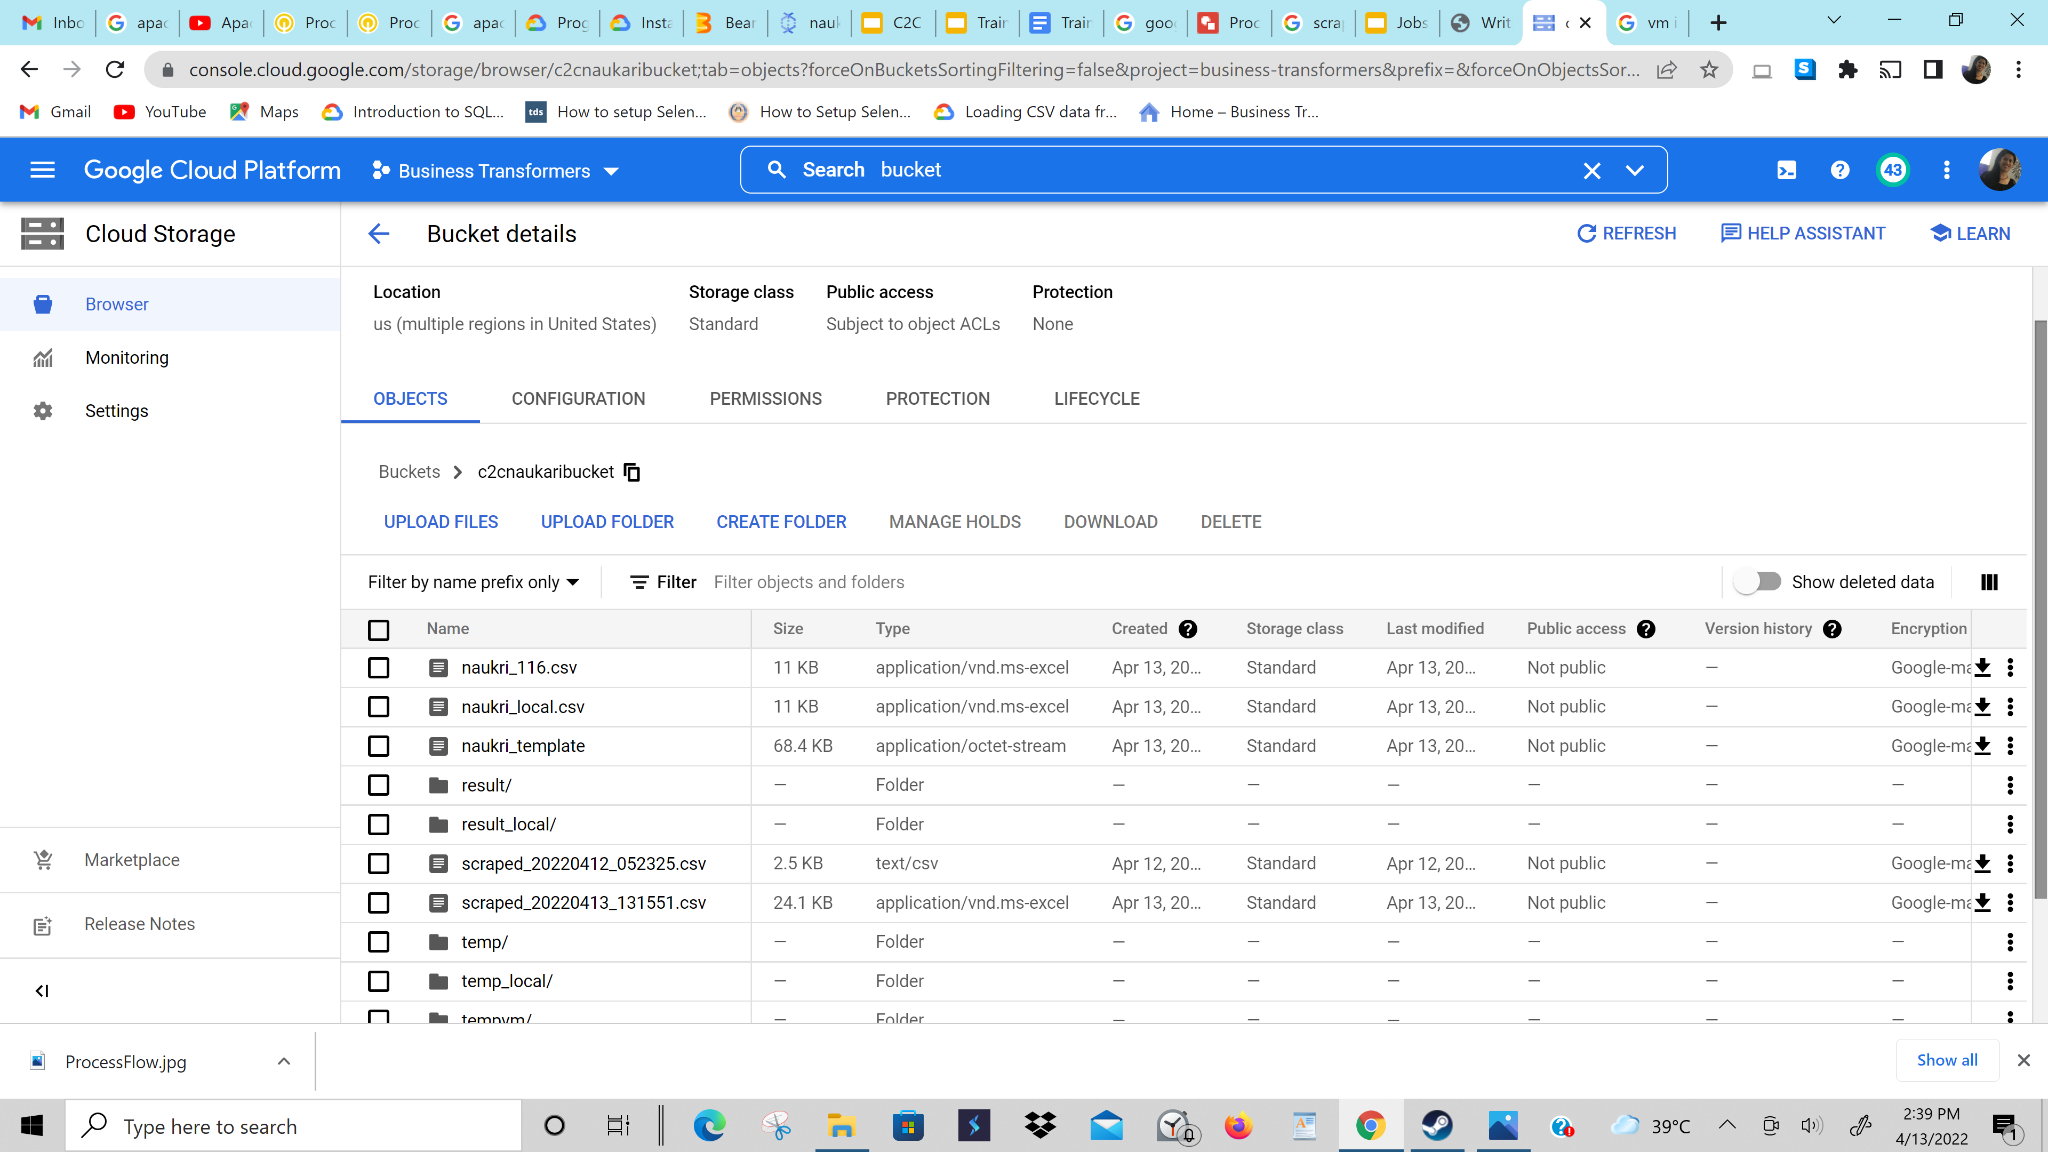 Inbo apac Apa Proc Proc apac Prog Insta Bear nauk C2C Train Train goo Proc scra Jobs Writ c vm i
console.cloud.google.com/storage/browser/c2cnaukaribucket;tab=objects?forceOnBucketsSortingFiltering=false&project=business-transformers&prefix=&forceOnObjectsSor...
Gmail YouTube Maps Introduction to SQL... tds How to setup Selen... How to Setup Selen... Loading CSV data fr... Home – Business Tr...
Google Cloud Platform Business Transformers Search bucket 43
Cloud Storage Bucket details REFRESH HELP ASSISTANT LEARN
Location Storage class Public access Protection
us (multiple regions in United States) Standard Subject to object ACLs None
Browser
Monitoring
Settings
OBJECTS CONFIGURATION PERMISSIONS PROTECTION LIFECYCLE
Buckets c2cnaukaribucket
UPLOAD FILES UPLOAD FOLDER CREATE FOLDER MANAGE HOLDS DOWNLOAD DELETE
Filter by name prefix only Filter Filter objects and folders Show deleted data
Name Size Type Created Storage class Last modified Public access Version history Encryption
naukri_116.csv 11 KB application/vnd.ms-excel Apr 13, 20... Standard Apr 13, 20... Not public — Google-ma
naukri_local.csv 11 KB application/vnd.ms-excel Apr 13, 20... Standard Apr 13, 20... Not public — Google-ma
naukri_template 68.4 KB application/octet-stream Apr 13, 20... Standard Apr 13, 20... Not public — Google-ma
result/ — Folder — — — — — —
result_local/ — Folder — — — — — —
scraped_20220412_052325.csv 2.5 KB text/csv Apr 12, 20... Standard Apr 12, 20... Not public — Google-ma
scraped_20220413_131551.csv 24.1 KB application/vnd.ms-excel Apr 13, 20... Standard Apr 13, 20... Not public — Google-ma
temp/ — Folder — — — — — —
temp_local/ — Folder — — — — — —
tempvm/ — Folder — — — — — —
Marketplace
Release Notes
ProcessFlow.jpg Show all
Type here to search 39°C 2:39 PM
4/13/2022 1